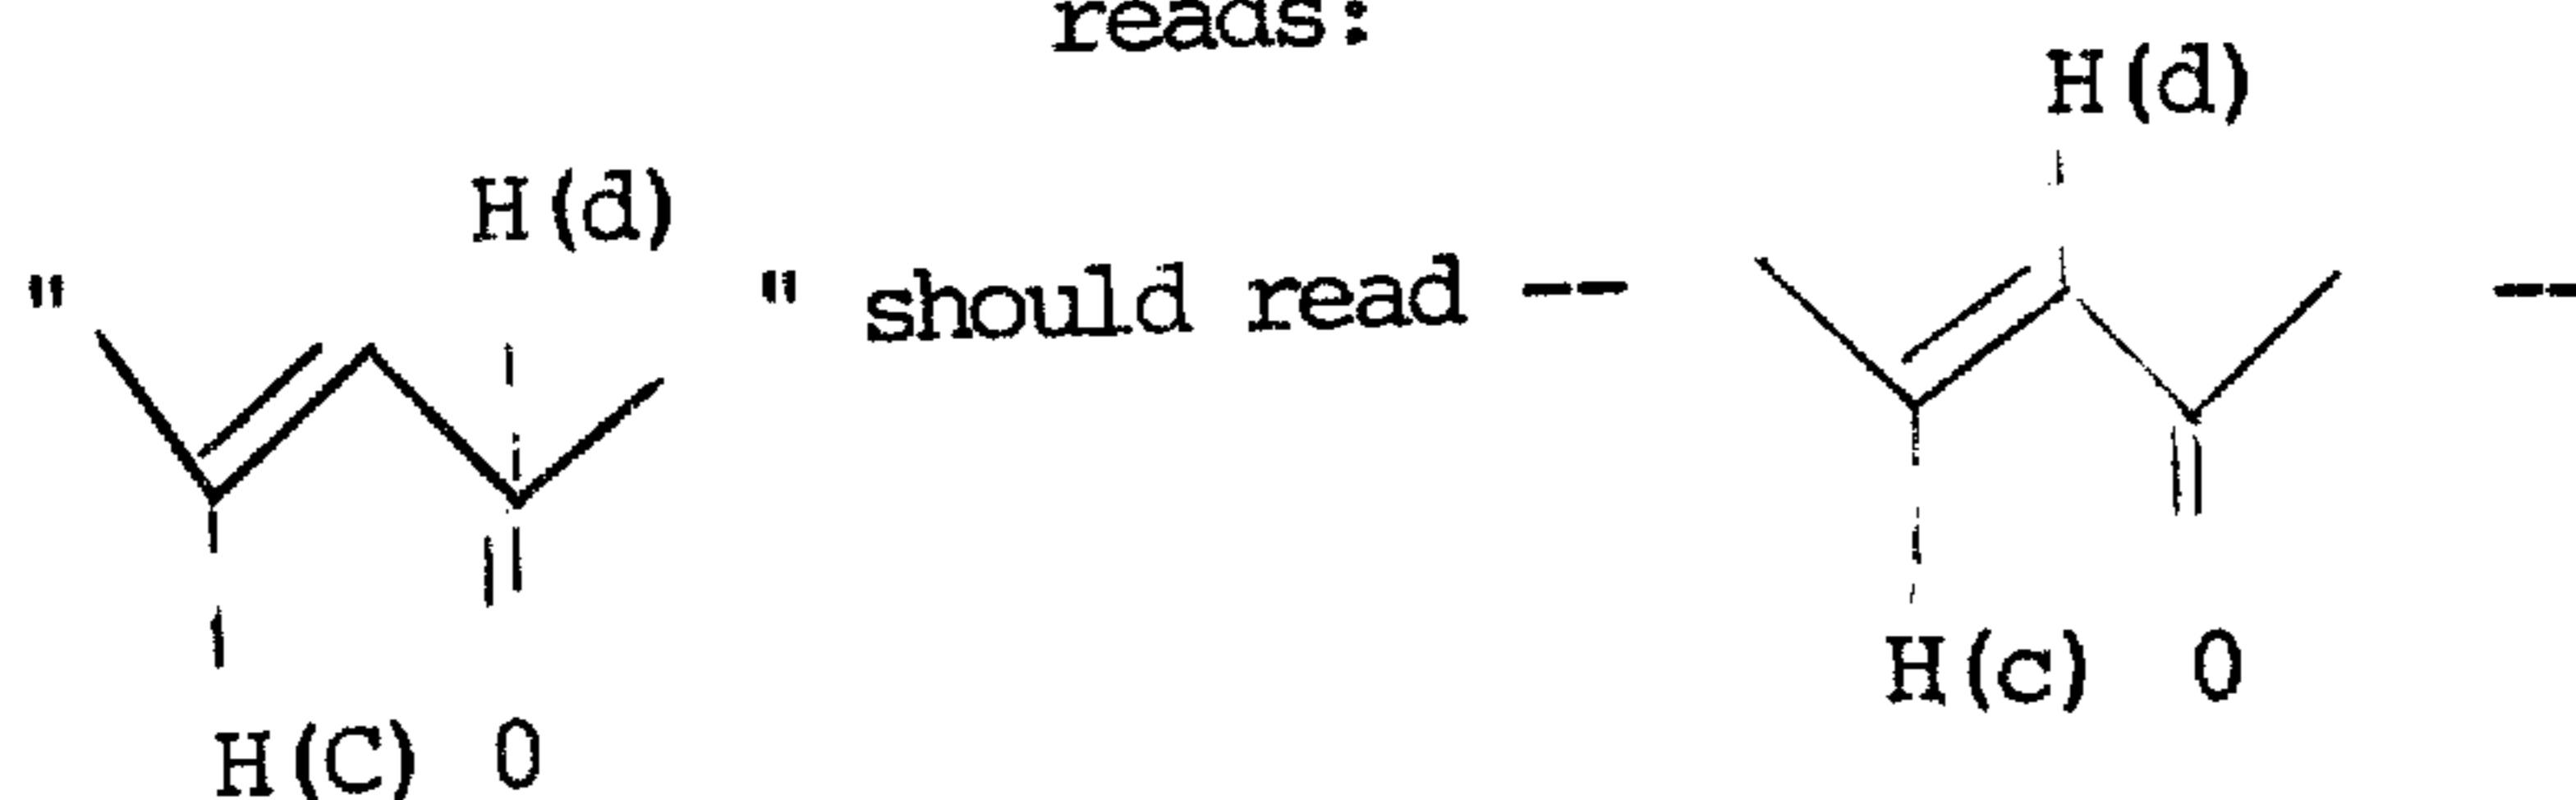 reads:
H(d)
H(d)
" " should read -- --
H(c) O
H(C) O